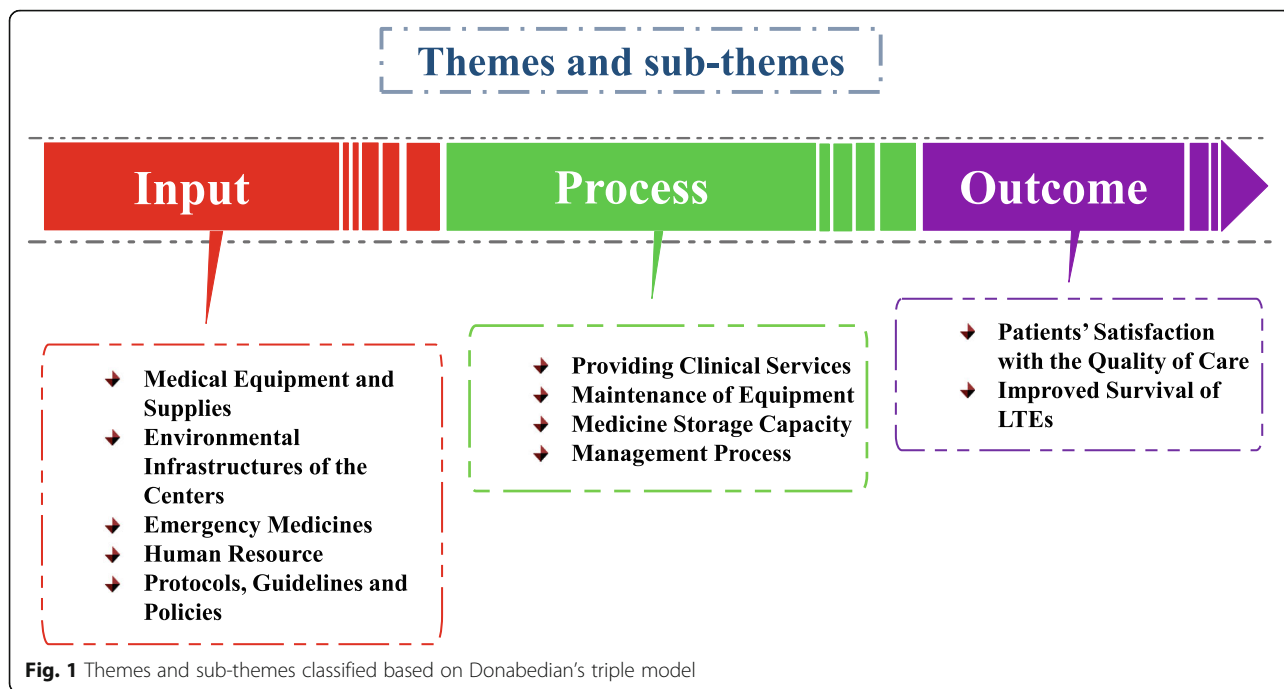 Themes and sub-themes
Input
Process
Outcome
Medical Equipment and
Supplies
Environmental
Infrastructures of the
Centers
Emergency Medicines
Human Resource
Protocols, Guidelines and
Policies
Providing Clinical Services
Maintenance of Equipment
Medicine Storage Capacity
Management Process
Patients’ Satisfaction
with the Quality of Care
Improved Survival of
LTEs
Fig. 1 Themes and sub-themes classified based on Donabedian’s triple model